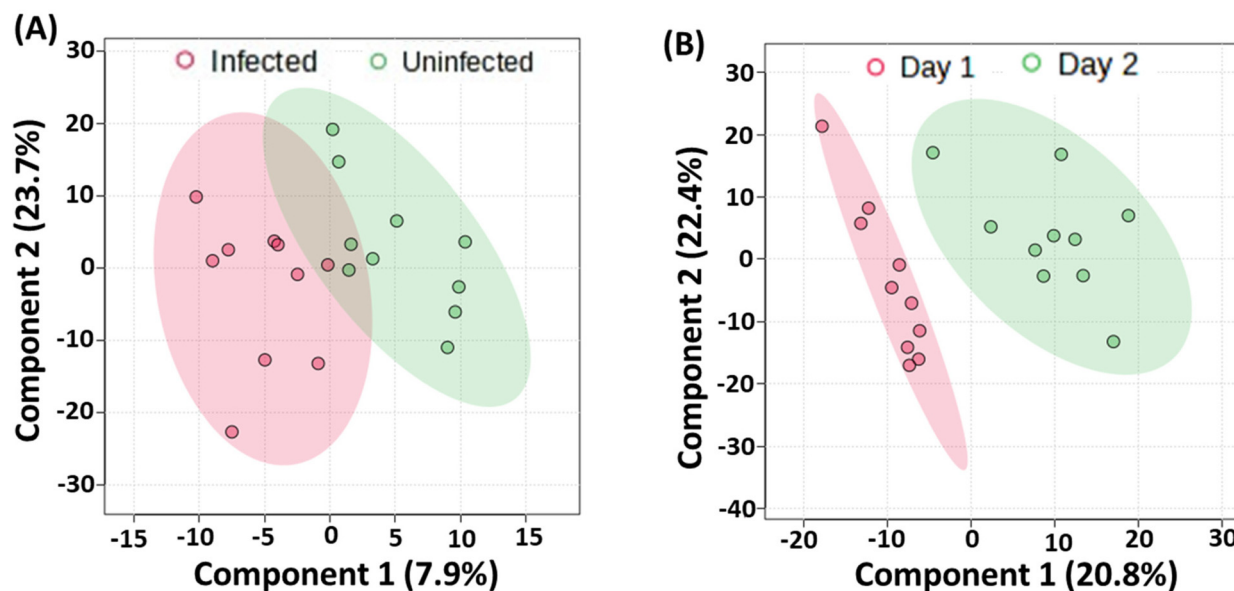 (A)
Infected Uninfected
30
20
10
0
-10
-20
-30
-15 -10 -5 0 5 10 15
Component 2 (23.7%)
Component 1 (7.9%)
(B)
Day 1 Day 2
30
20
10
0
-10
-20
-30
-40
-20 -10 0 10 20 30
Component 2 (22.4%)
Component 1 (20.8%)